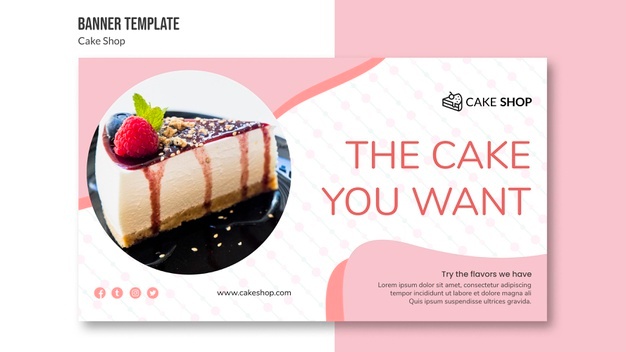 BANNER TEMPLATE
Cake Shop
CAKE SHOP
THE CAKE
YOU WANT
Try the flavors we have
Lorem ipsum dolor sit amet, consectetur adipiscing
tempor incididunt ut labore et dolore.
Quis ipsum suspendisse ultrices gravida.
www.cakeshop.com